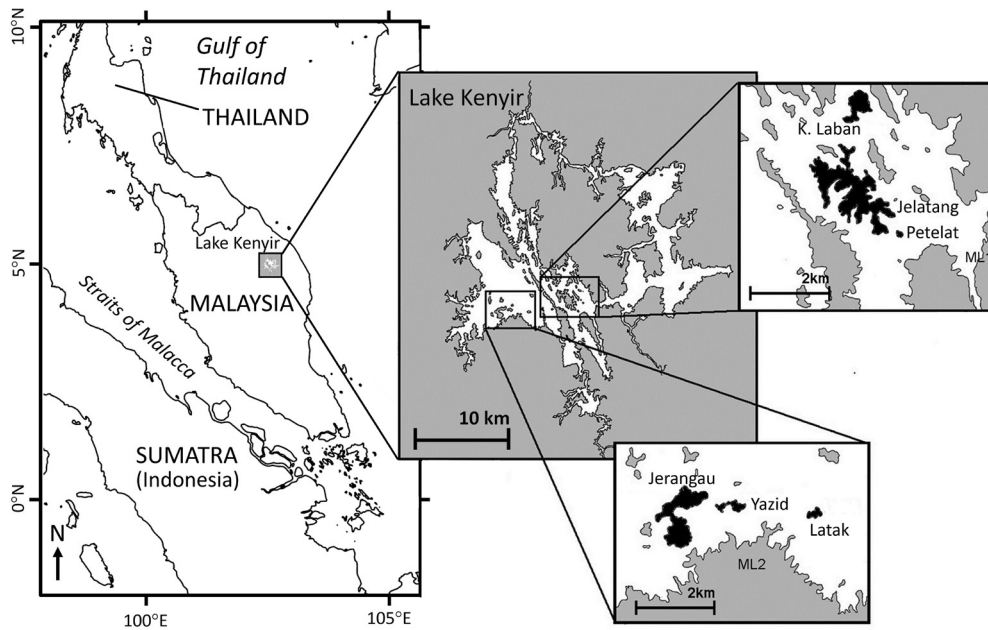 10°N
5°N
0°N
100°E
105°E
Gulf of
Thailand
THAILAND
Lake Kenyir
MALAYSIA
Straits of Malacca
SUMATRA
(Indonesia)
N
Lake Kenyir
10 km
K. Laban
Jelatang
Petelat
2km
Jerangau
Yazid
Latak
ML2
2km